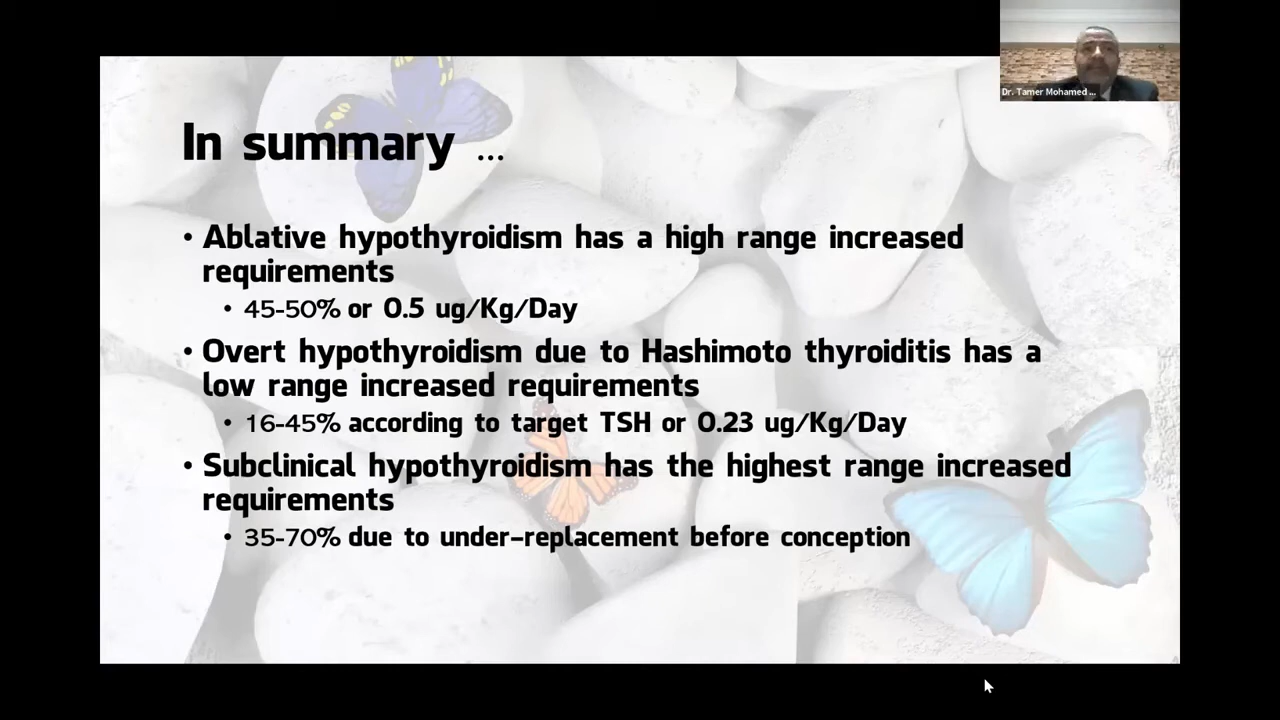 Dr. Tamer Mohamed ...
In summary ...
• Ablative hypothyroidism has a high range increased
requirements
• 45-50% or 0.5 ug/Kg/Day
• Overt hypothyroidism due to Hashimoto thyroiditis has a
low range increased requirements
• 16-45% according to target TSH or 0.23 ug/Kg/Day
• Subclinical hypothyroidism has the highest range increased
requirements
• 35-70% due to under-replacement before conception